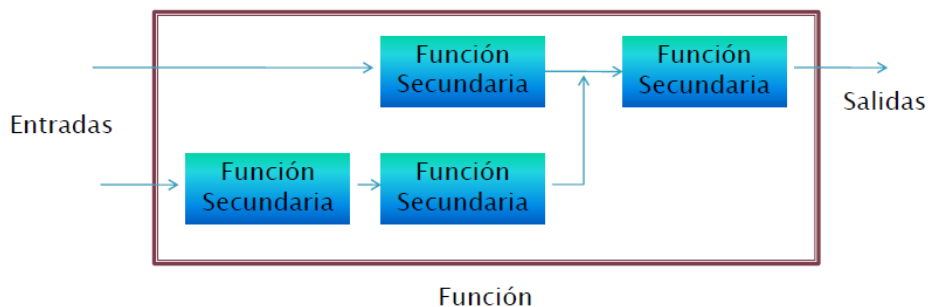 Función
Secundaria
Función
Secundaria
Salidas
Entradas
Función
Secundaria
Función
Secundaria
Función